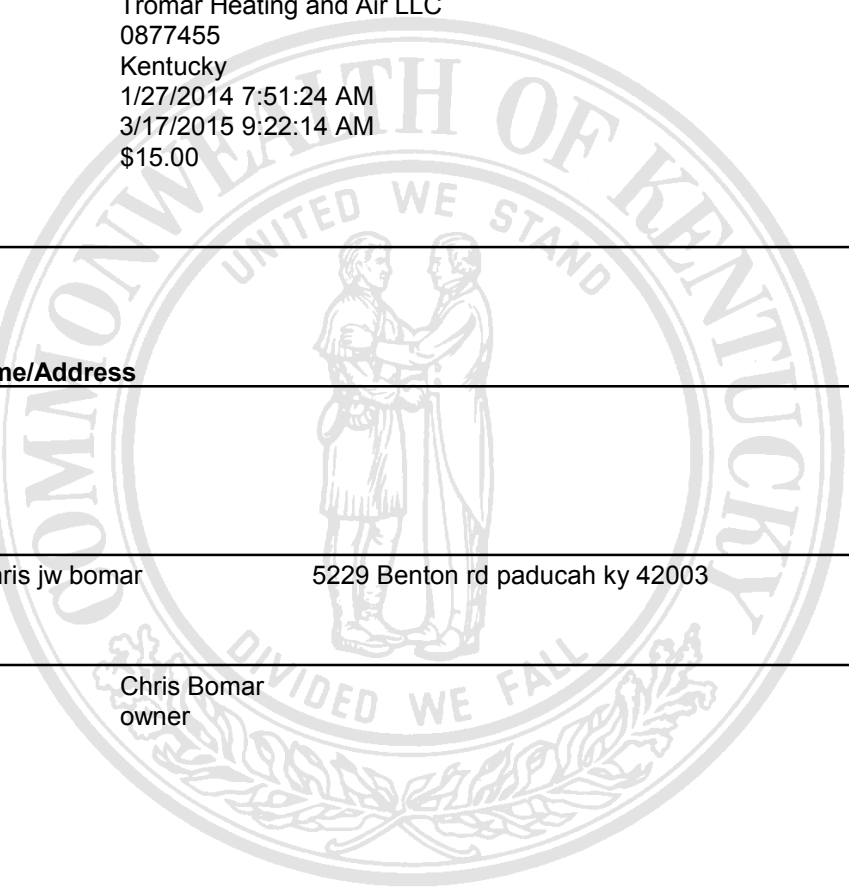 Tromar Heating and Air LLC
0877455
Kentucky
1/27/2014 7:51:24 AM
3/17/2015 9:22:14 AM
$15.00
COMMONWEALTH OF KENTUCKY
UNITED WE STAND
me/Address
ris jw bomar 5229 Benton rd paducah ky 42003
DIVIDED WE FALL
Chris Bomar
owner